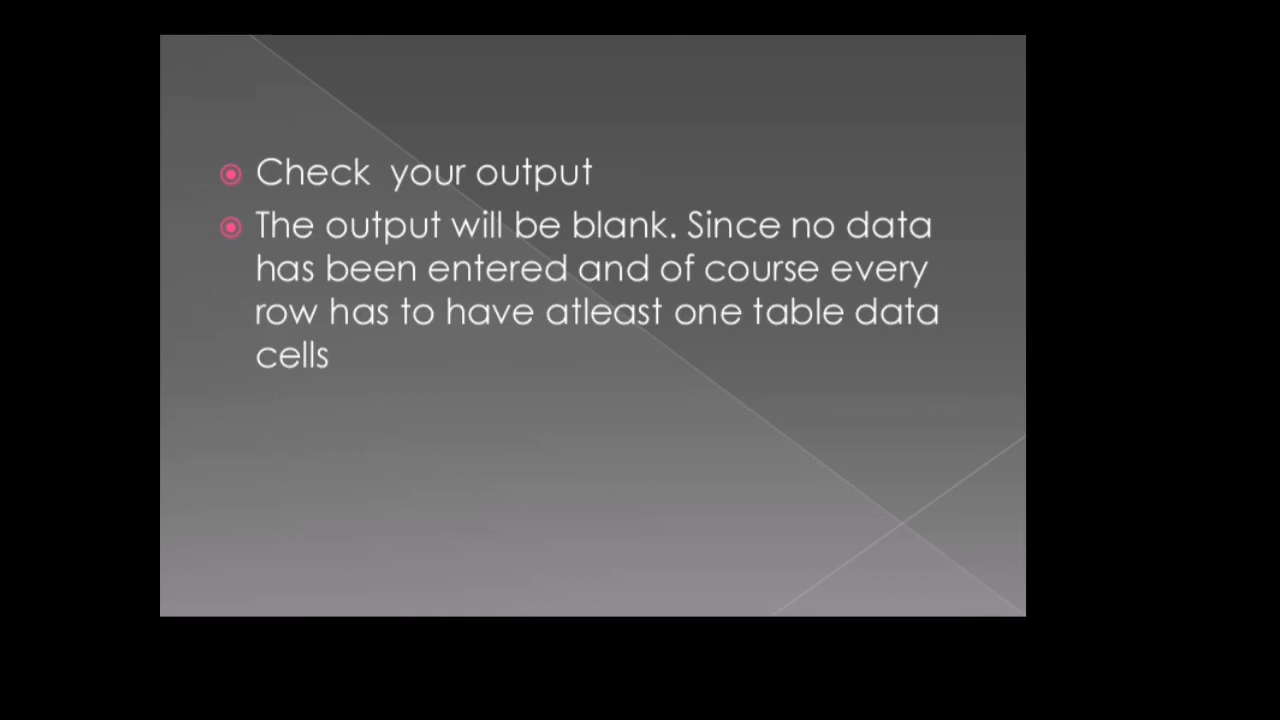 Check  your output
The output will be blank. Since no data
has been entered and of course every
row has to have atleast one table data
cells